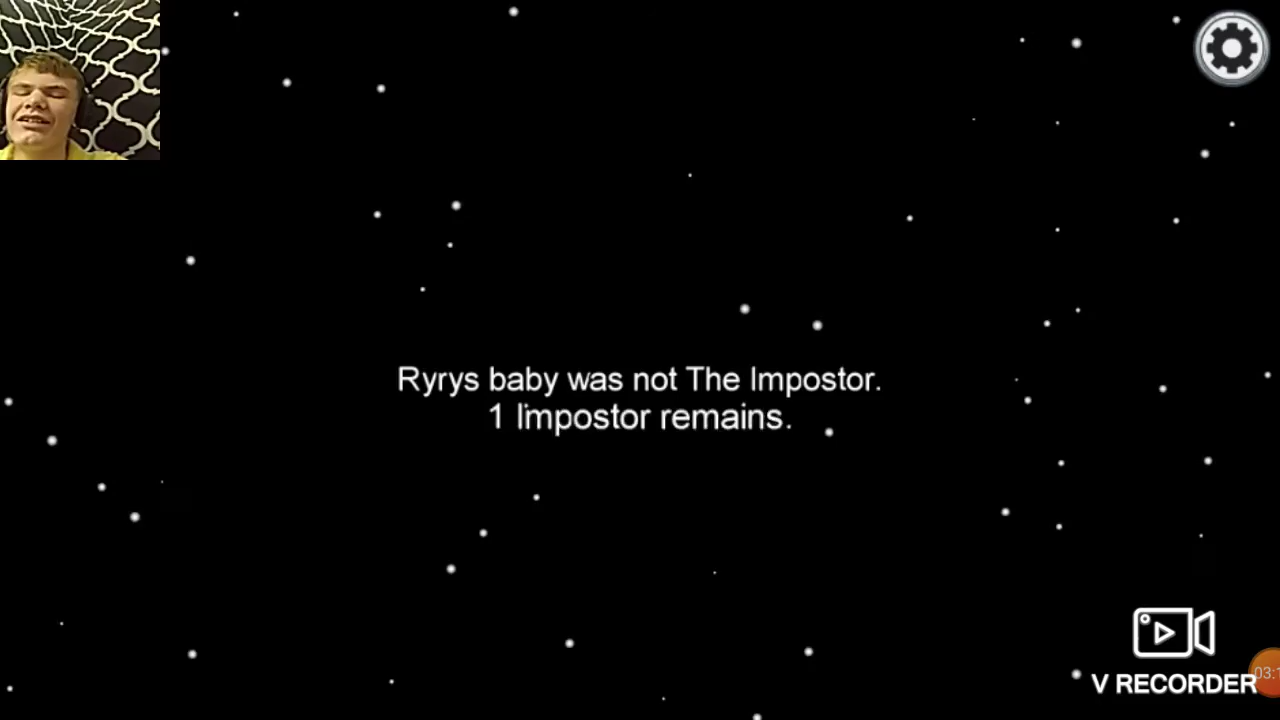 Ryrys baby was not The Impostor.
1 Impostor remains.
V RECORDER